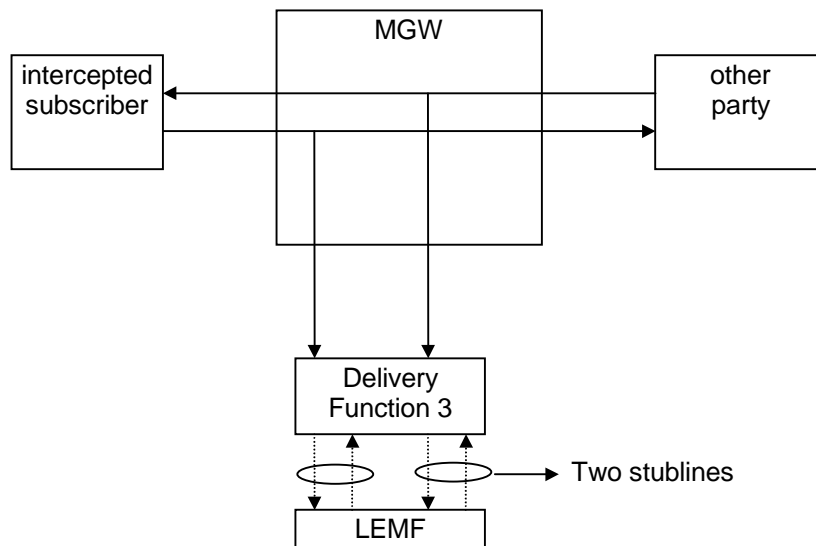 MGW
intercepted
subscriber
other
party
Delivery
Function 3
Two stublines
LEMF